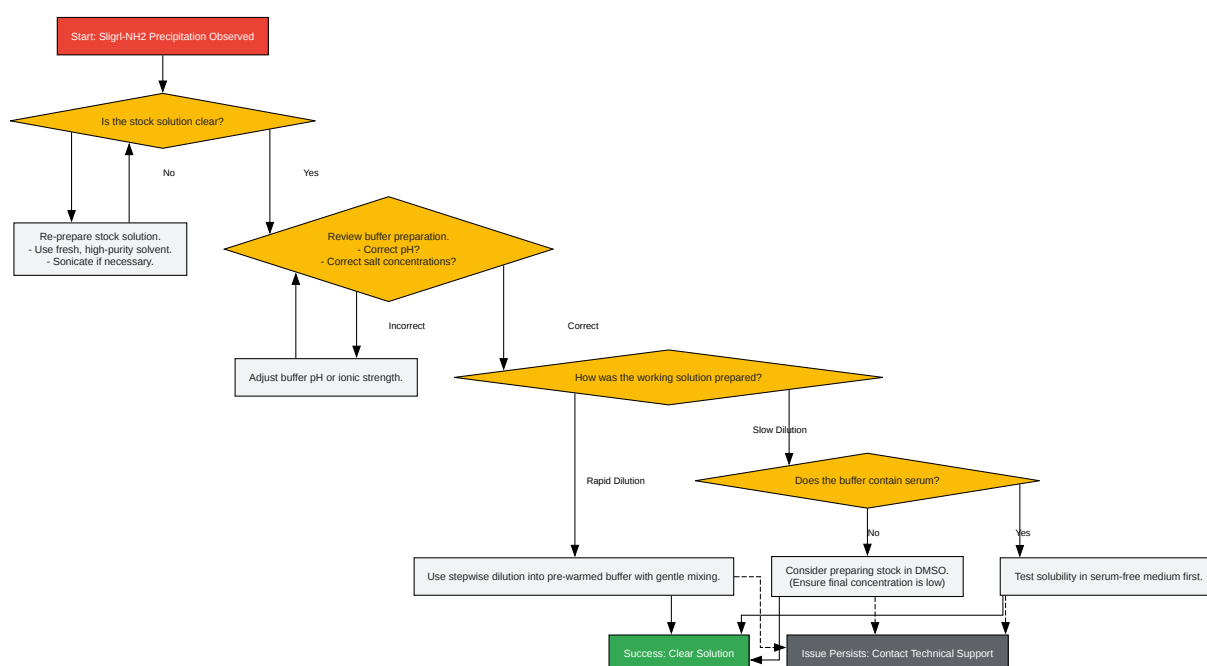 Start: SligrI-NH2 Precipitation Observed
Is the stock solution clear?
No
Yes
Re-prepare stock solution.
- Use fresh, high-purity solvent.
- Sonicate if necessary.
Review buffer preparation.
- Correct pH?
- Correct salt concentrations?
Incorrect
Correct
Adjust buffer pH or ionic strength.
How was the working solution prepared?
Slow Dilution
Rapid Dilution
Does the buffer contain serum?
No
Yes
Use stepwise dilution into pre-warmed buffer with gentle mixing.
Consider preparing stock in DMSO.
(Ensure final concentration is low)
Test solubility in serum-free medium first.
Success: Clear Solution
Issue Persists: Contact Technical Support